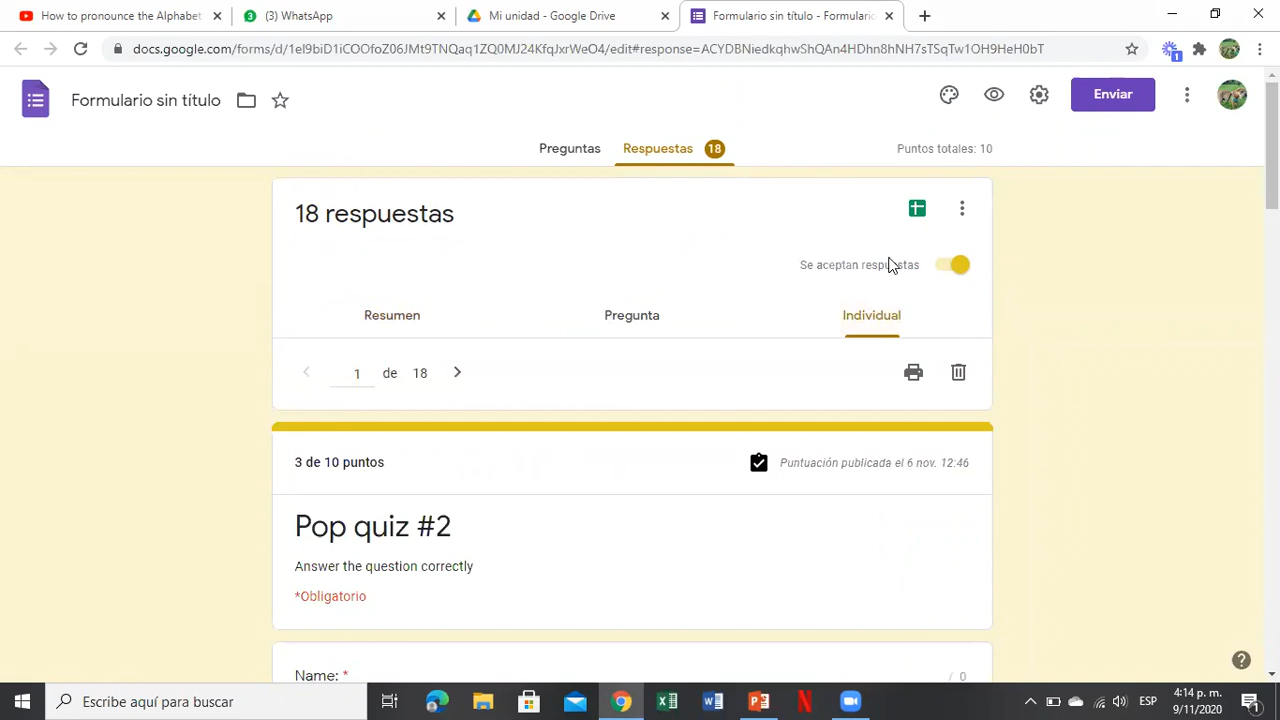 How to pronounce the Alphabet
(3) WhatsApp
Mi unidad - Google Drive
Formulario sin título - Formulario
docs.google.com/forms/d/1eI9biD1iCOOfoZ06JMt9TNQaq1ZQ0MJ24KfqJxrWeO4/edit#response=ACYDBNiedkqhwShQAn4HDhn8hNH7sTSqTw1OH9HeH0bT
1
Formulario sin título
Enviar
Preguntas
Respuestas
18
Puntos totales: 10
18 respuestas
Se aceptan respuestas
Resumen
Pregunta
Individual
1 de 18
3 de 10 puntos
Puntuación publicada el 6 nov. 12:46
Pop quiz #2
Answer the question correctly
*Obligatorio
Name: *
/ 0
Escribe aquí para buscar
ESP
4:14 p. m.
9/11/2020
1